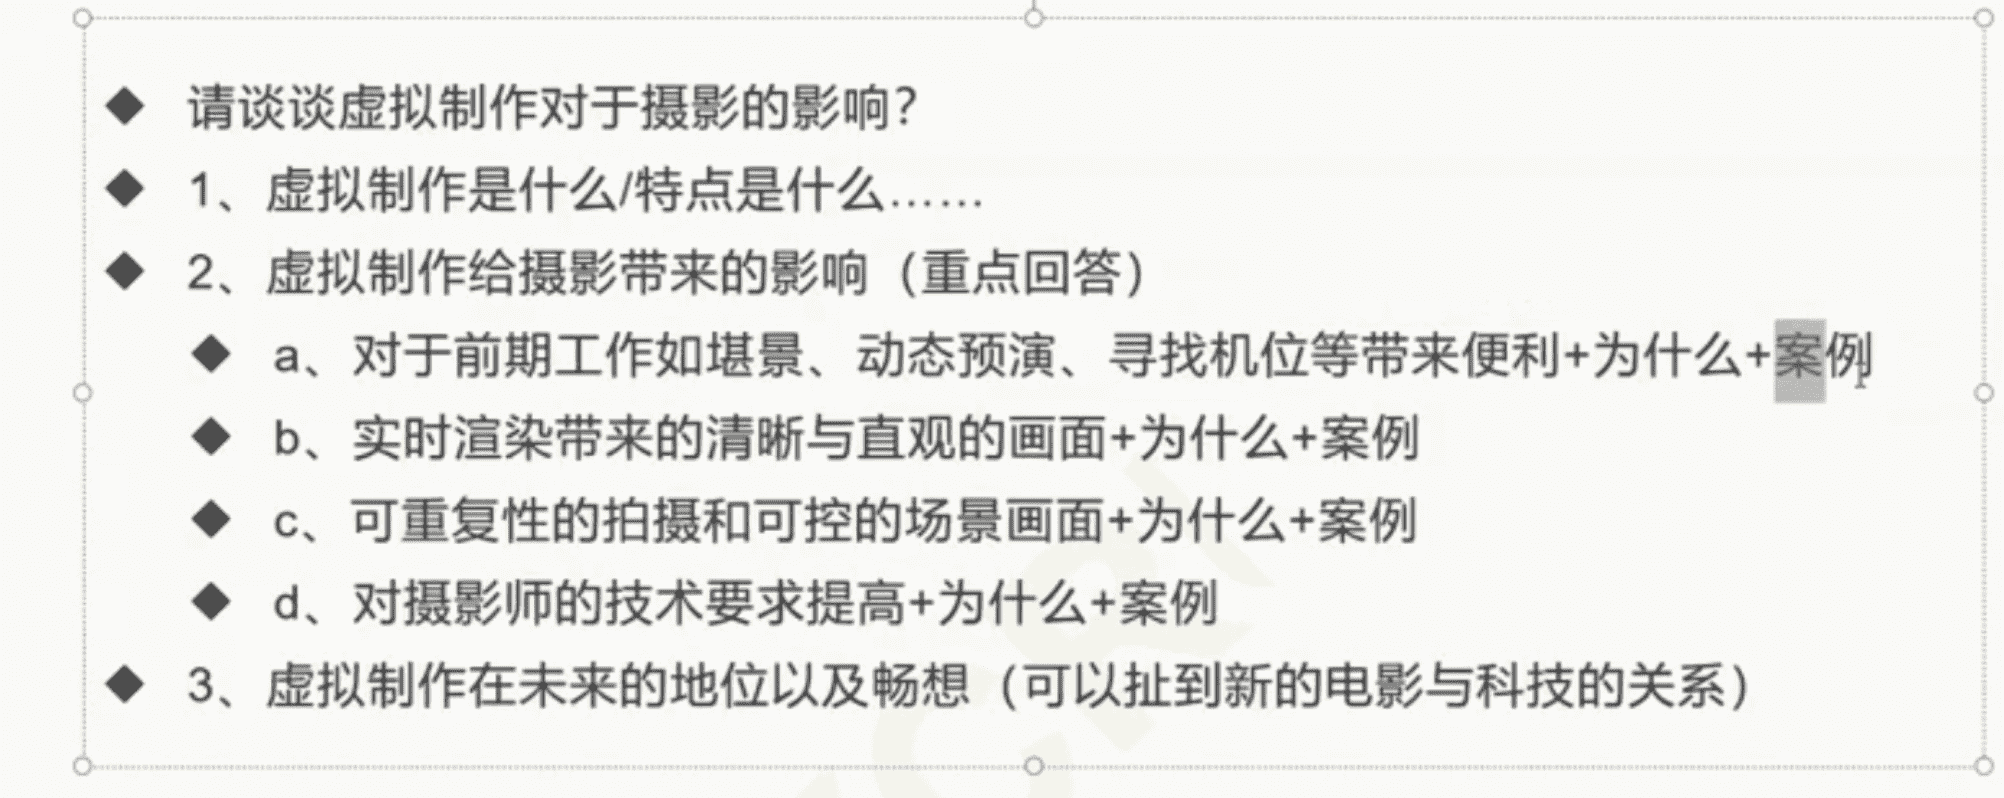 请谈谈虚拟制作对于摄影的影响？
1、虚拟制作是什么/特点是什么……
2、虚拟制作给摄影带来的影响（重点回答）
a、对于前期工作如堪景、动态预演、寻找机位等带来便利+为什么+案例
b、实时渲染带来的清晰与直观的画面+为什么+案例
c、可重复性的拍摄和可控的场景画面+为什么+案例
d、对摄影师的技术要求提高+为什么+案例
3、虚拟制作在未来的地位以及畅想（可以扯到新的电影与科技的关系）